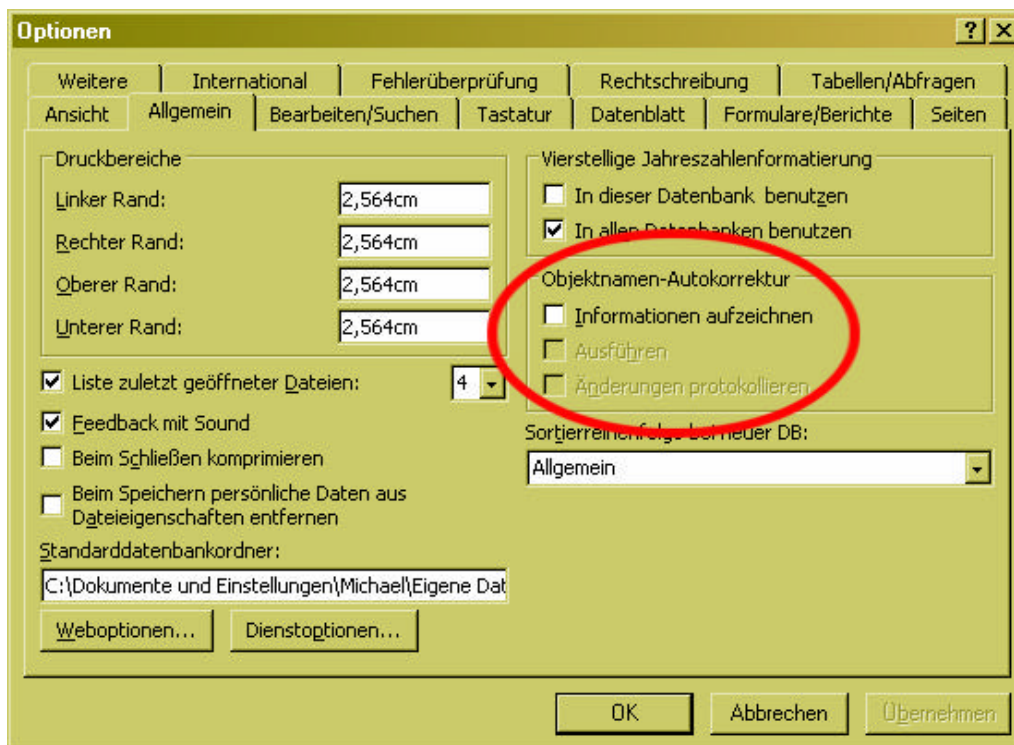 Optionen
Weitere International Fehlerüberprüfung Rechtschreibung Tabellen/Abfragen
Ansicht Allgemein Bearbeiten/Suchen Tastatur Datenblatt Formulare/Berichte Seiten
Druckbereiche
Linker Rand: 2,564cm
Rechter Rand: 2,564cm
Oberer Rand: 2,564cm
Unterer Rand: 2,564cm
Liste zuletzt geöffneter Dateien: 4
Feedback mit Sound
Beim Schließen komprimieren
Beim Speichern persönliche Daten aus
Dateieigenschaften entfernen
Standarddatenbankordner:
C:\Dokumente und Einstellungen\Michael\Eigene Dat
Weboptionen... Dienstoptionen...
Vierstellige Jahreszahlenformatierung
In dieser Datenbank benutzen
In allen Datenbanken benutzen
Objektnamen-Autokorrektur
Informationen aufzeichnen
Ausführen
Änderungen protokollieren
Sortierreihenfolge bei neuer DB:
Allgemein
OK Abbrechen Übernehmen